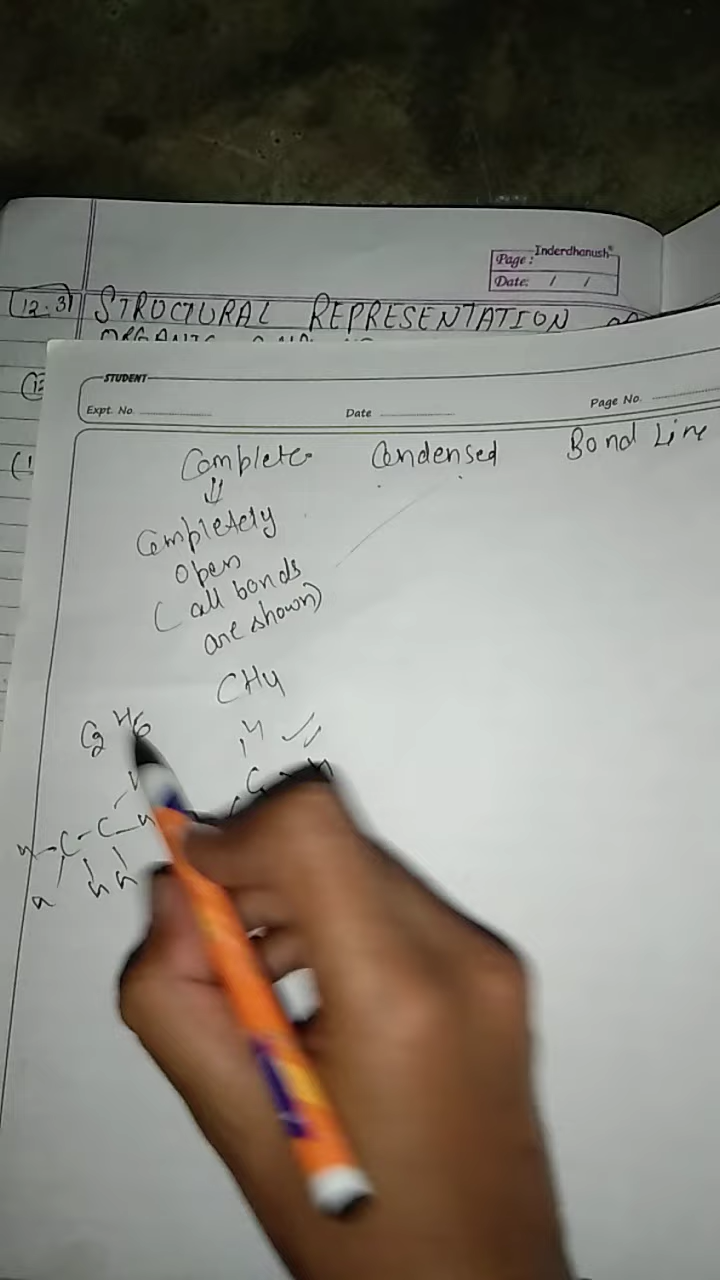 Inderdhanush®
Page :
Date: / /
12.3) STRUCTURAL REPRESENTATION
STUDENT
Expt. No.
Date
Page No.
Complete Condensed Bond Line
⇓
Completely
open
( all bonds
are shown)
CH4
C2H6
H
C - H
H - C - C - H
H H H